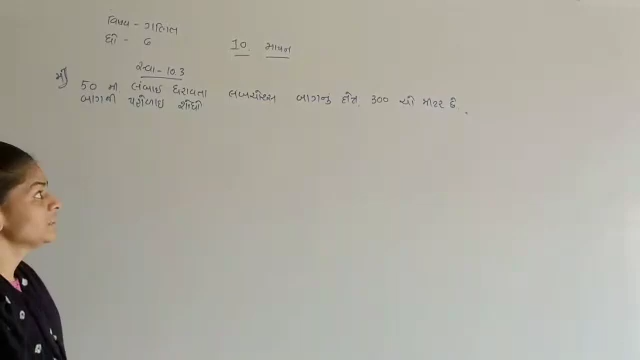 વિષય - ગણિત
ધો - 6
10. માપન
સ્વા - 10.3
50 મી લંબાઈ ધરાવતા લંબચોરસ બાગનું ક્ષેત્ર. 300 ચો મીટર છે.
બાગની પહોળાઇ શોધો